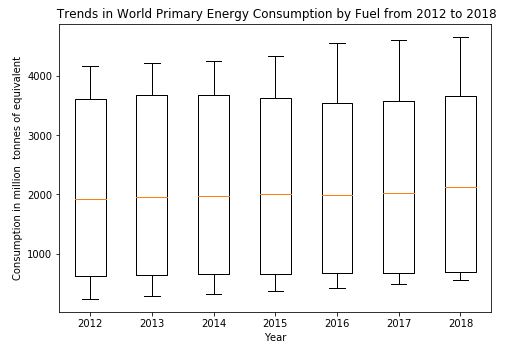 Trends in World Primary Energy Consumption by Fuel from 2012 to 2018
Consumption in million tonnes of equivalent
4000
3000
2000
1000
2012 2013 2014 2015 2016 2017 2018
Year